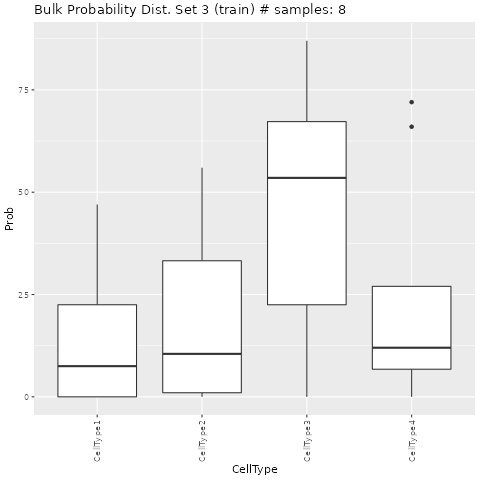 Bulk Probability Dist. Set 3 (train) # samples: 8
Prob
75
50
25
0
CellType1
CellType2
CellType3
CellType4
CellType